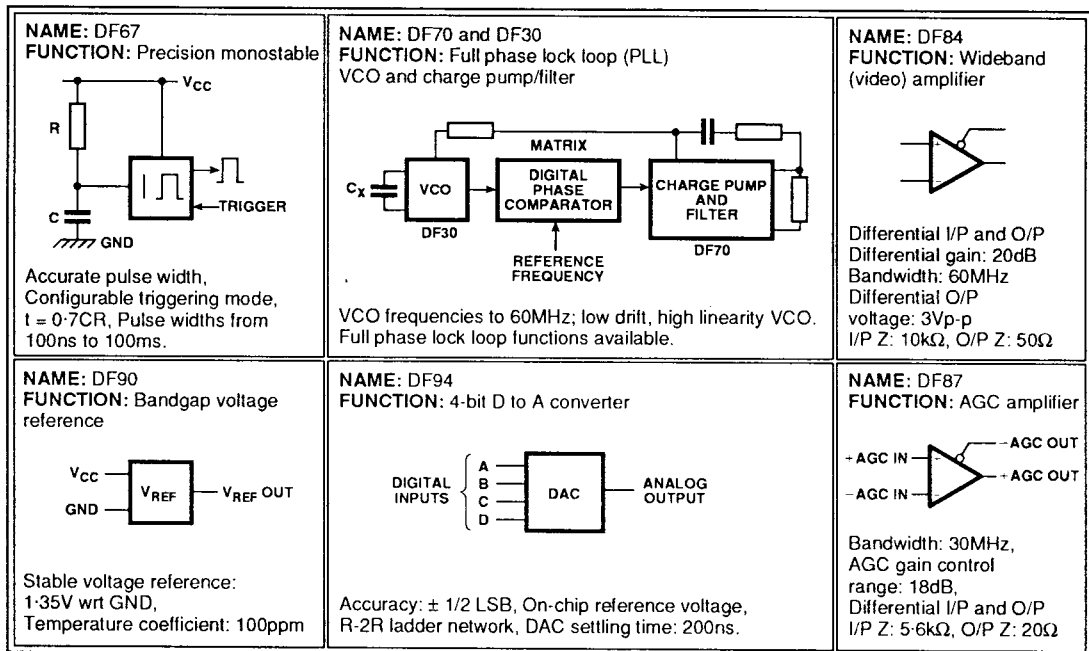 NAME: DF67
FUNCTION: Precision monostable
VCC
R
C
TRIGGER
GND
Accurate pulse width,
Configurable triggering mode,
t = 0·7CR, Pulse widths from
100ns to 100ms.
NAME: DF70 and DF30
FUNCTION: Full phase lock loop (PLL)
VCO and charge pump/filter
MATRIX
CX
VCO
DF30
DIGITAL
PHASE
COMPARATOR
CHARGE PUMP
AND
FILTER
DF70
REFERENCE
FREQUENCY
VCO frequencies to 60MHz; low drift, high linearity VCO.
Full phase lock loop functions available.
NAME: DF84
FUNCTION: Wideband
(video) amplifier
+
-
Differential I/P and O/P
Differential gain: 20dB
Bandwidth: 60MHz
Differential O/P
voltage: 3Vp-p
I/P Z: 10kΩ, O/P Z: 50Ω
NAME: DF90
FUNCTION: Bandgap voltage
reference
VCC
GND
VREF
VREF OUT
Stable voltage reference:
1·35V wrt GND,
Temperature coefficient: 100ppm
NAME: DF94
FUNCTION: 4-bit D to A converter
DIGITAL
INPUTS
A
B
C
D
DAC
ANALOG
OUTPUT
Accuracy: ± 1/2 LSB, On-chip reference voltage,
R-2R ladder network, DAC settling time: 200ns.
NAME: DF87
FUNCTION: AGC amplifier
+ AGC IN
- AGC IN
- AGC OUT
+ AGC OUT
Bandwidth: 30MHz,
AGC gain control
range: 18dB,
Differential I/P and O/P
I/P Z: 5·6kΩ, O/P Z: 20Ω